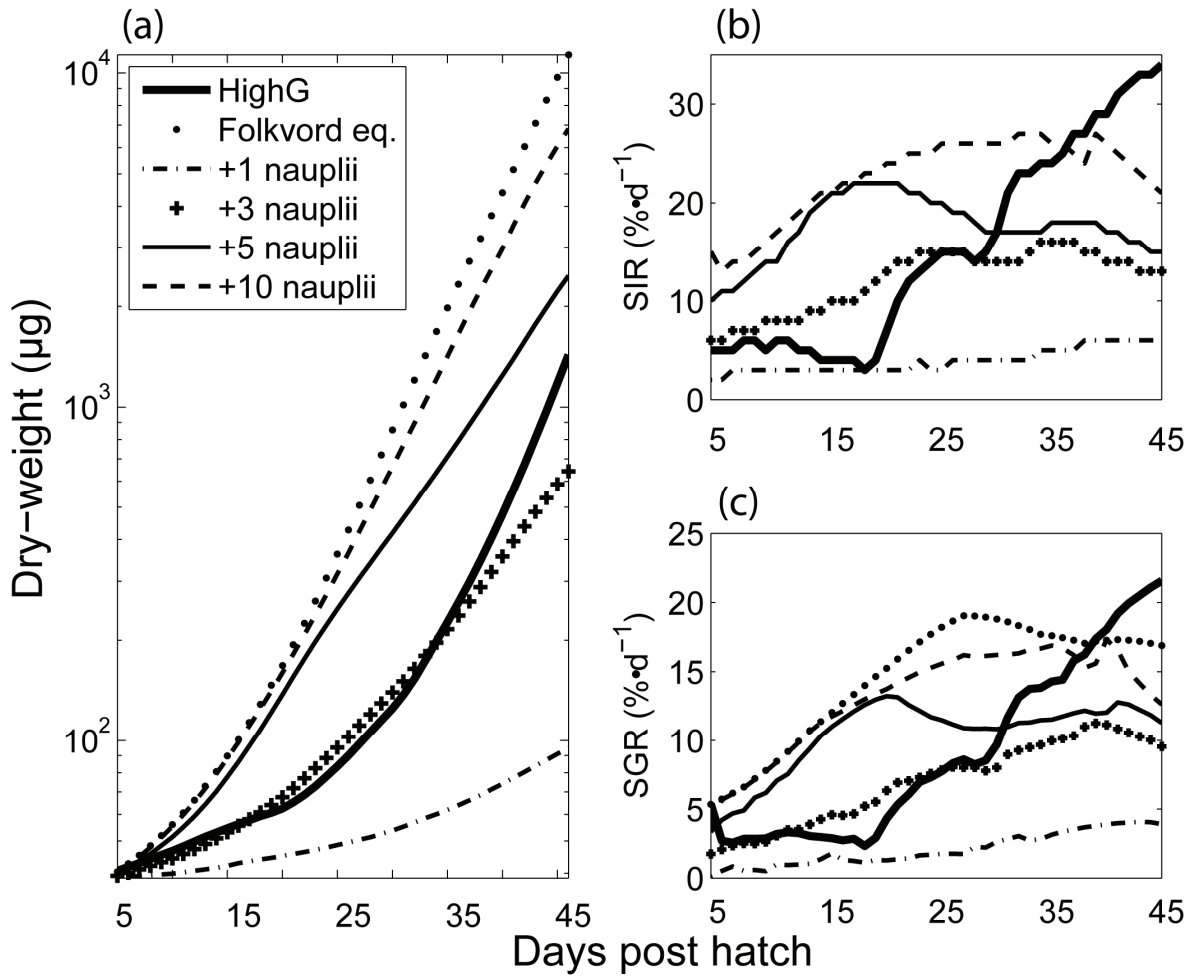 (a)
10⁴
10³
10²
Dry−weight (µg)
HighG
Folkvord eq.
+1 nauplii
+3 nauplii
+5 nauplii
+10 nauplii
5 15 25 35 45
(b)
30
20
10
0
SIR (%•d⁻¹)
5 15 25 35 45
(c)
25
20
15
10
5
0
SGR (%•d⁻¹)
5 15 25 35 45
Days post hatch